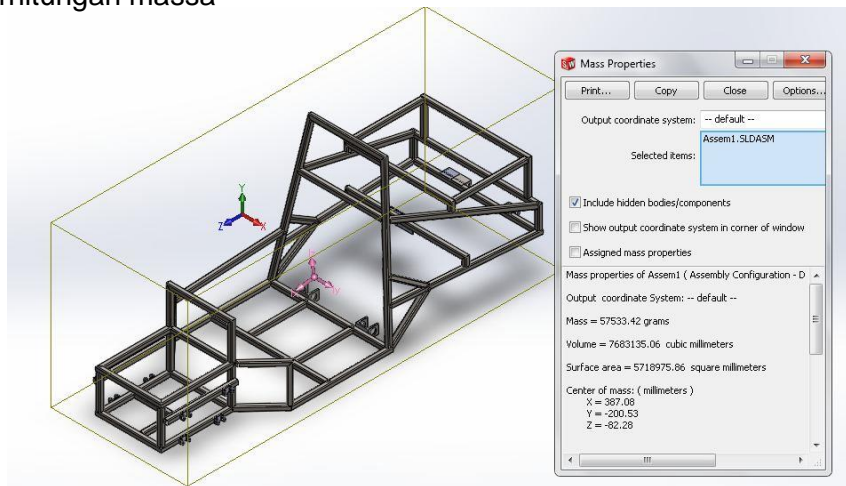 massa
Mass Properties
Print... Copy Close Options...
Output coordinate system: -- default --
Assem1.SLDASM
Selected items:
Include hidden bodies/components
Show output coordinate system in corner of window
Assigned mass properties
Mass properties of Assem1 ( Assembly Configuration - D
Output coordinate System: -- default --
Mass = 57533.42 grams
Volume = 7683135.06 cubic millimeters
Surface area = 5718975.86 square millimeters
Center of mass: ( millimeters )
X = 387.08
Y = -200.53
Z = -82.28
Y
Z X